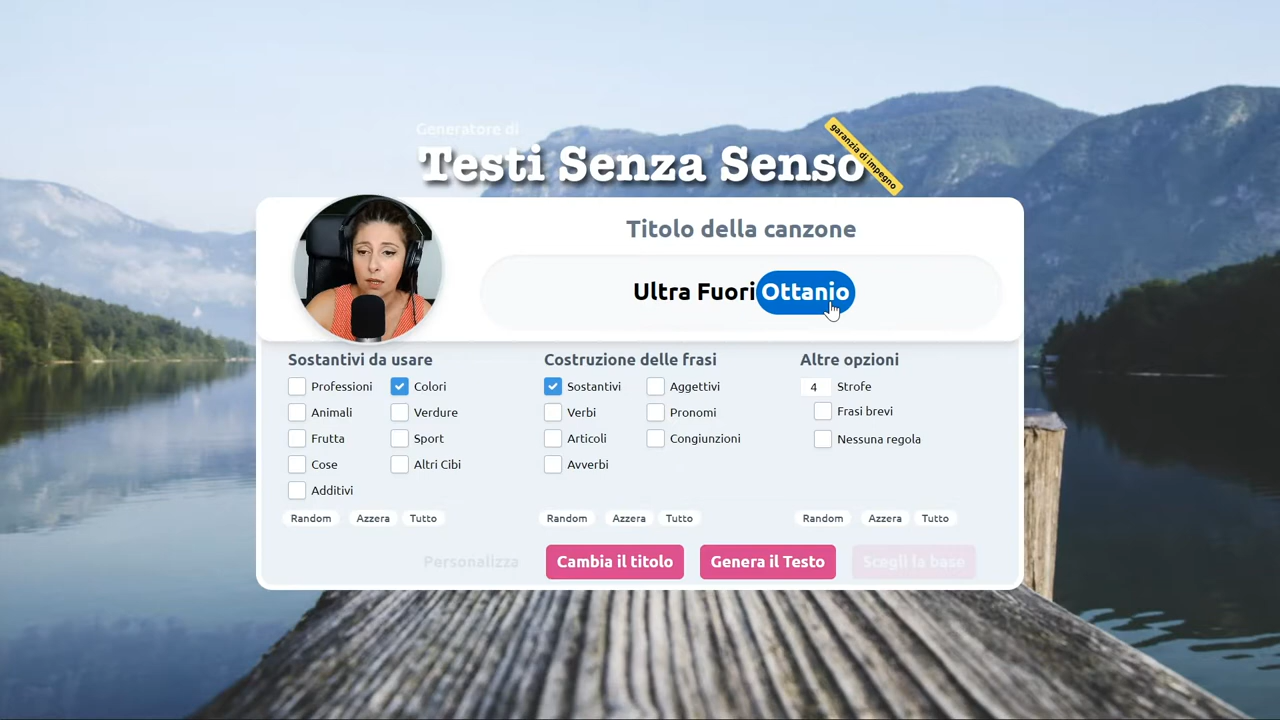 Generatore di
Testi Senza Senso
garanzia di impegno
Titolo della canzone
Ultra Fuori Ottanio
Sostantivi da usare
Professioni
Colori
Animali
Verdure
Frutta
Sport
Cose
Altri Cibi
Additivi
Random Azzera Tutto
Costruzione delle frasi
Sostantivi
Aggettivi
Verbi
Pronomi
Articoli
Congiunzioni
Avverbi
Random Azzera Tutto
Altre opzioni
4 Strofe
Frasi brevi
Nessuna regola
Random Azzera Tutto
Personalizza
Cambia il titolo
Genera il Testo
Scegli la base